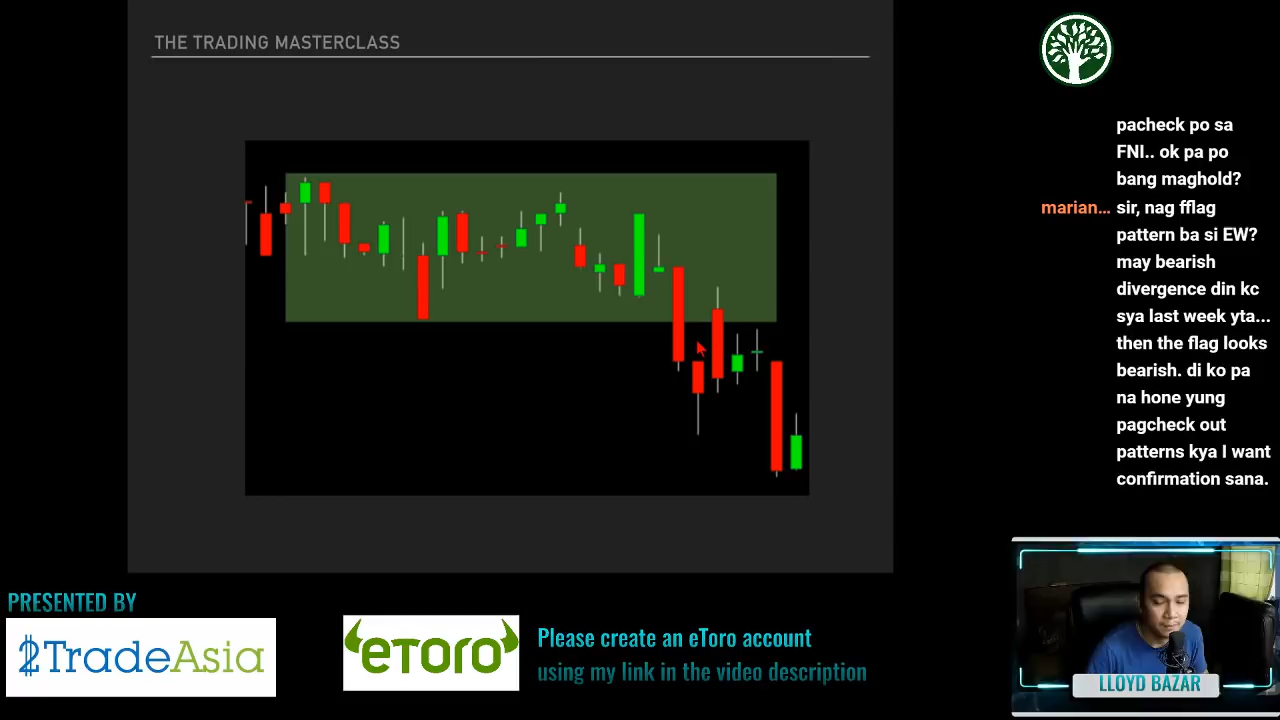 THE TRADING MASTERCLASS
pacheck po sa
FNI.. ok pa po
bang maghold?
marian... sir, nag fflag
pattern ba si EW?
may bearish
divergence din kc
sya last week yta...
then the flag looks
bearish. di ko pa
na hone yung
pagcheck out
patterns kya I want
confirmation sana.
PRESENTED BY
2TradeAsia
eTORO
Please create an eToro account
using my link in the video description
LLOYD BAZAR